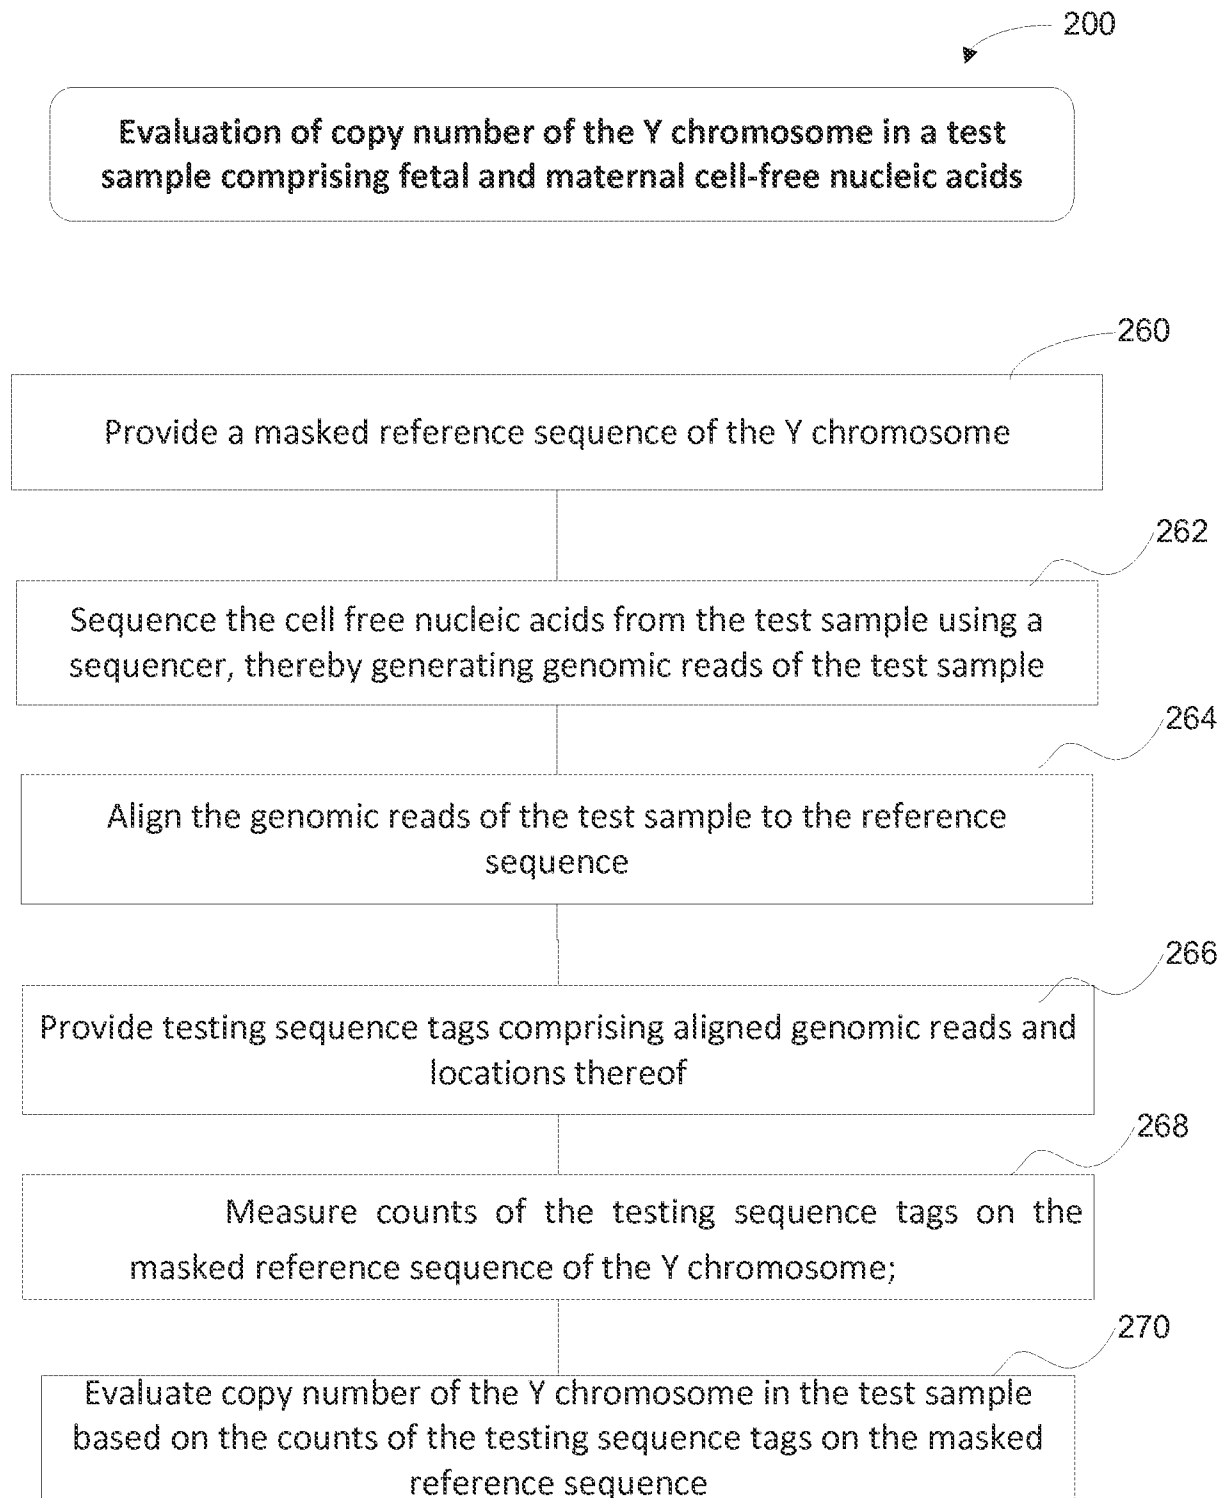 200
Evaluation of copy number of the Y chromosome in a test
sample comprising fetal and maternal cell-free nucleic acids
260
Provide a masked reference sequence of the Y chromosome
262
Sequence the cell free nucleic acids from the test sample using a
sequencer, thereby generating genomic reads of the test sample
264
Align the genomic reads of the test sample to the reference
sequence
266
Provide testing sequence tags comprising aligned genomic reads and
locations thereof
268
Measure counts of the testing sequence tags on the
masked reference sequence of the Y chromosome;
270
Evaluate copy number of the Y chromosome in the test sample
based on the counts of the testing sequence tags on the masked
reference sequence